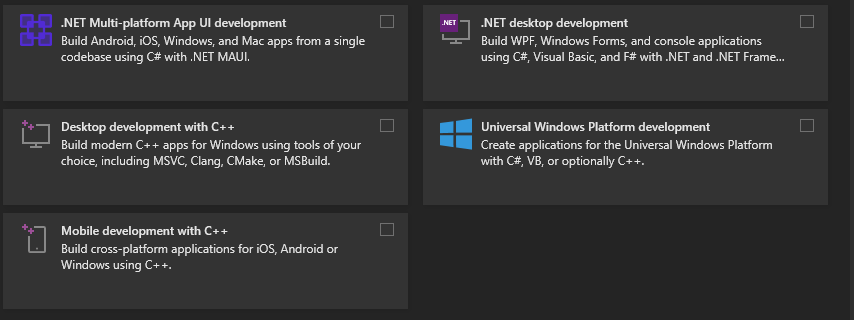 .NET Multi-platform App UI development
Build Android, iOS, Windows, and Mac apps from a single
codebase using C# with .NET MAUI.
.NET
.NET desktop development
Build WPF, Windows Forms, and console applications
using C#, Visual Basic, and F# with .NET and .NET Frame...
Desktop development with C++
Build modern C++ apps for Windows using tools of your
choice, including MSVC, Clang, CMake, or MSBuild.
Universal Windows Platform development
Create applications for the Universal Windows Platform
with C#, VB, or optionally C++.
Mobile development with C++
Build cross-platform applications for iOS, Android or
Windows using C++.